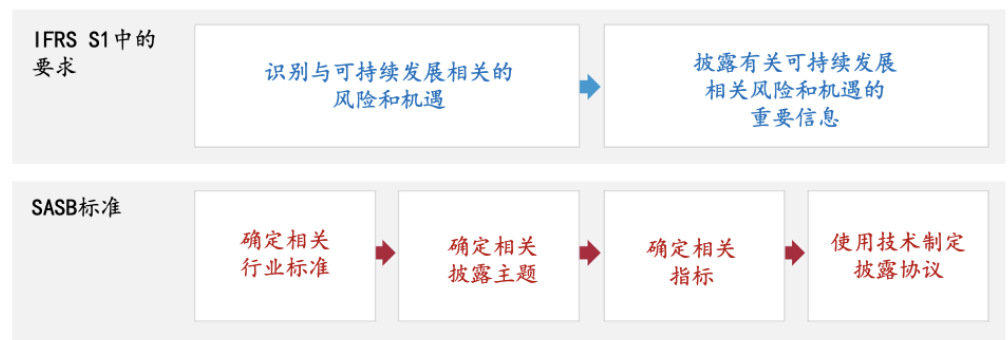 IFRS S1中的
要求
识别与可持续发展相关的
风险和机遇
披露有关可持续发展
相关风险和机遇的
重要信息
SASB标准
确定相关
行业标准
确定相关
披露主题
确定相关
指标
使用技术制定
披露协议